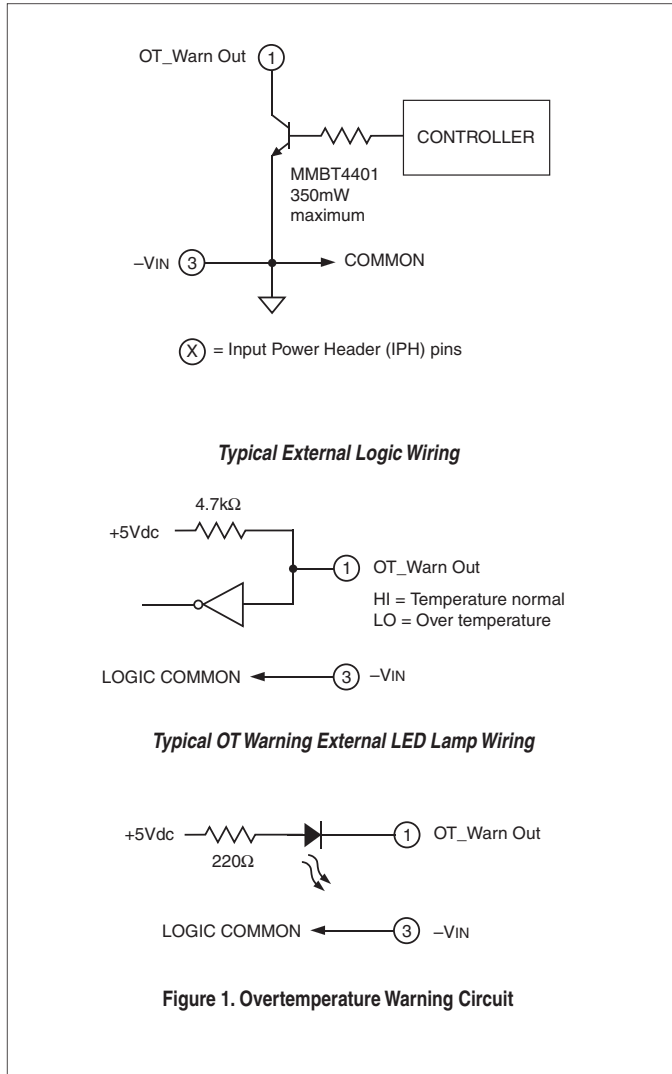 OT_Warn Out 1
CONTROLLER
MMBT4401
350mW
maximum
–VIN 3
COMMON
X = Input Power Header (IPH) pins
Typical External Logic Wiring
4.7kΩ
+5Vdc
1 OT_Warn Out
HI = Temperature normal
LO = Over temperature
LOGIC COMMON 3 –VIN
Typical OT Warning External LED Lamp Wiring
+5Vdc 1 OT_Warn Out
220Ω
LOGIC COMMON 3 –VIN
Figure 1. Overtemperature Warning Circuit